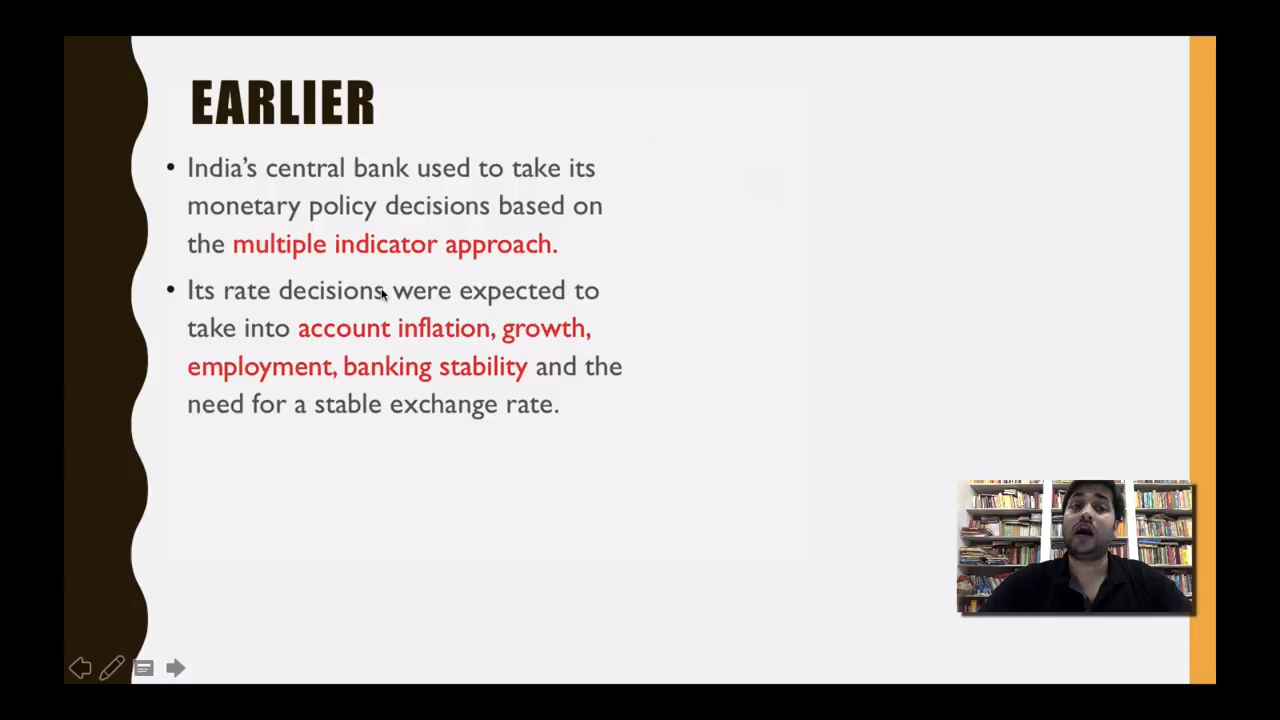 EARLIER
• India’s central bank used to take its
monetary policy decisions based on
the multiple indicator approach.
• Its rate decisions were expected to
take into account inflation, growth,
employment, banking stability and the
need for a stable exchange rate.